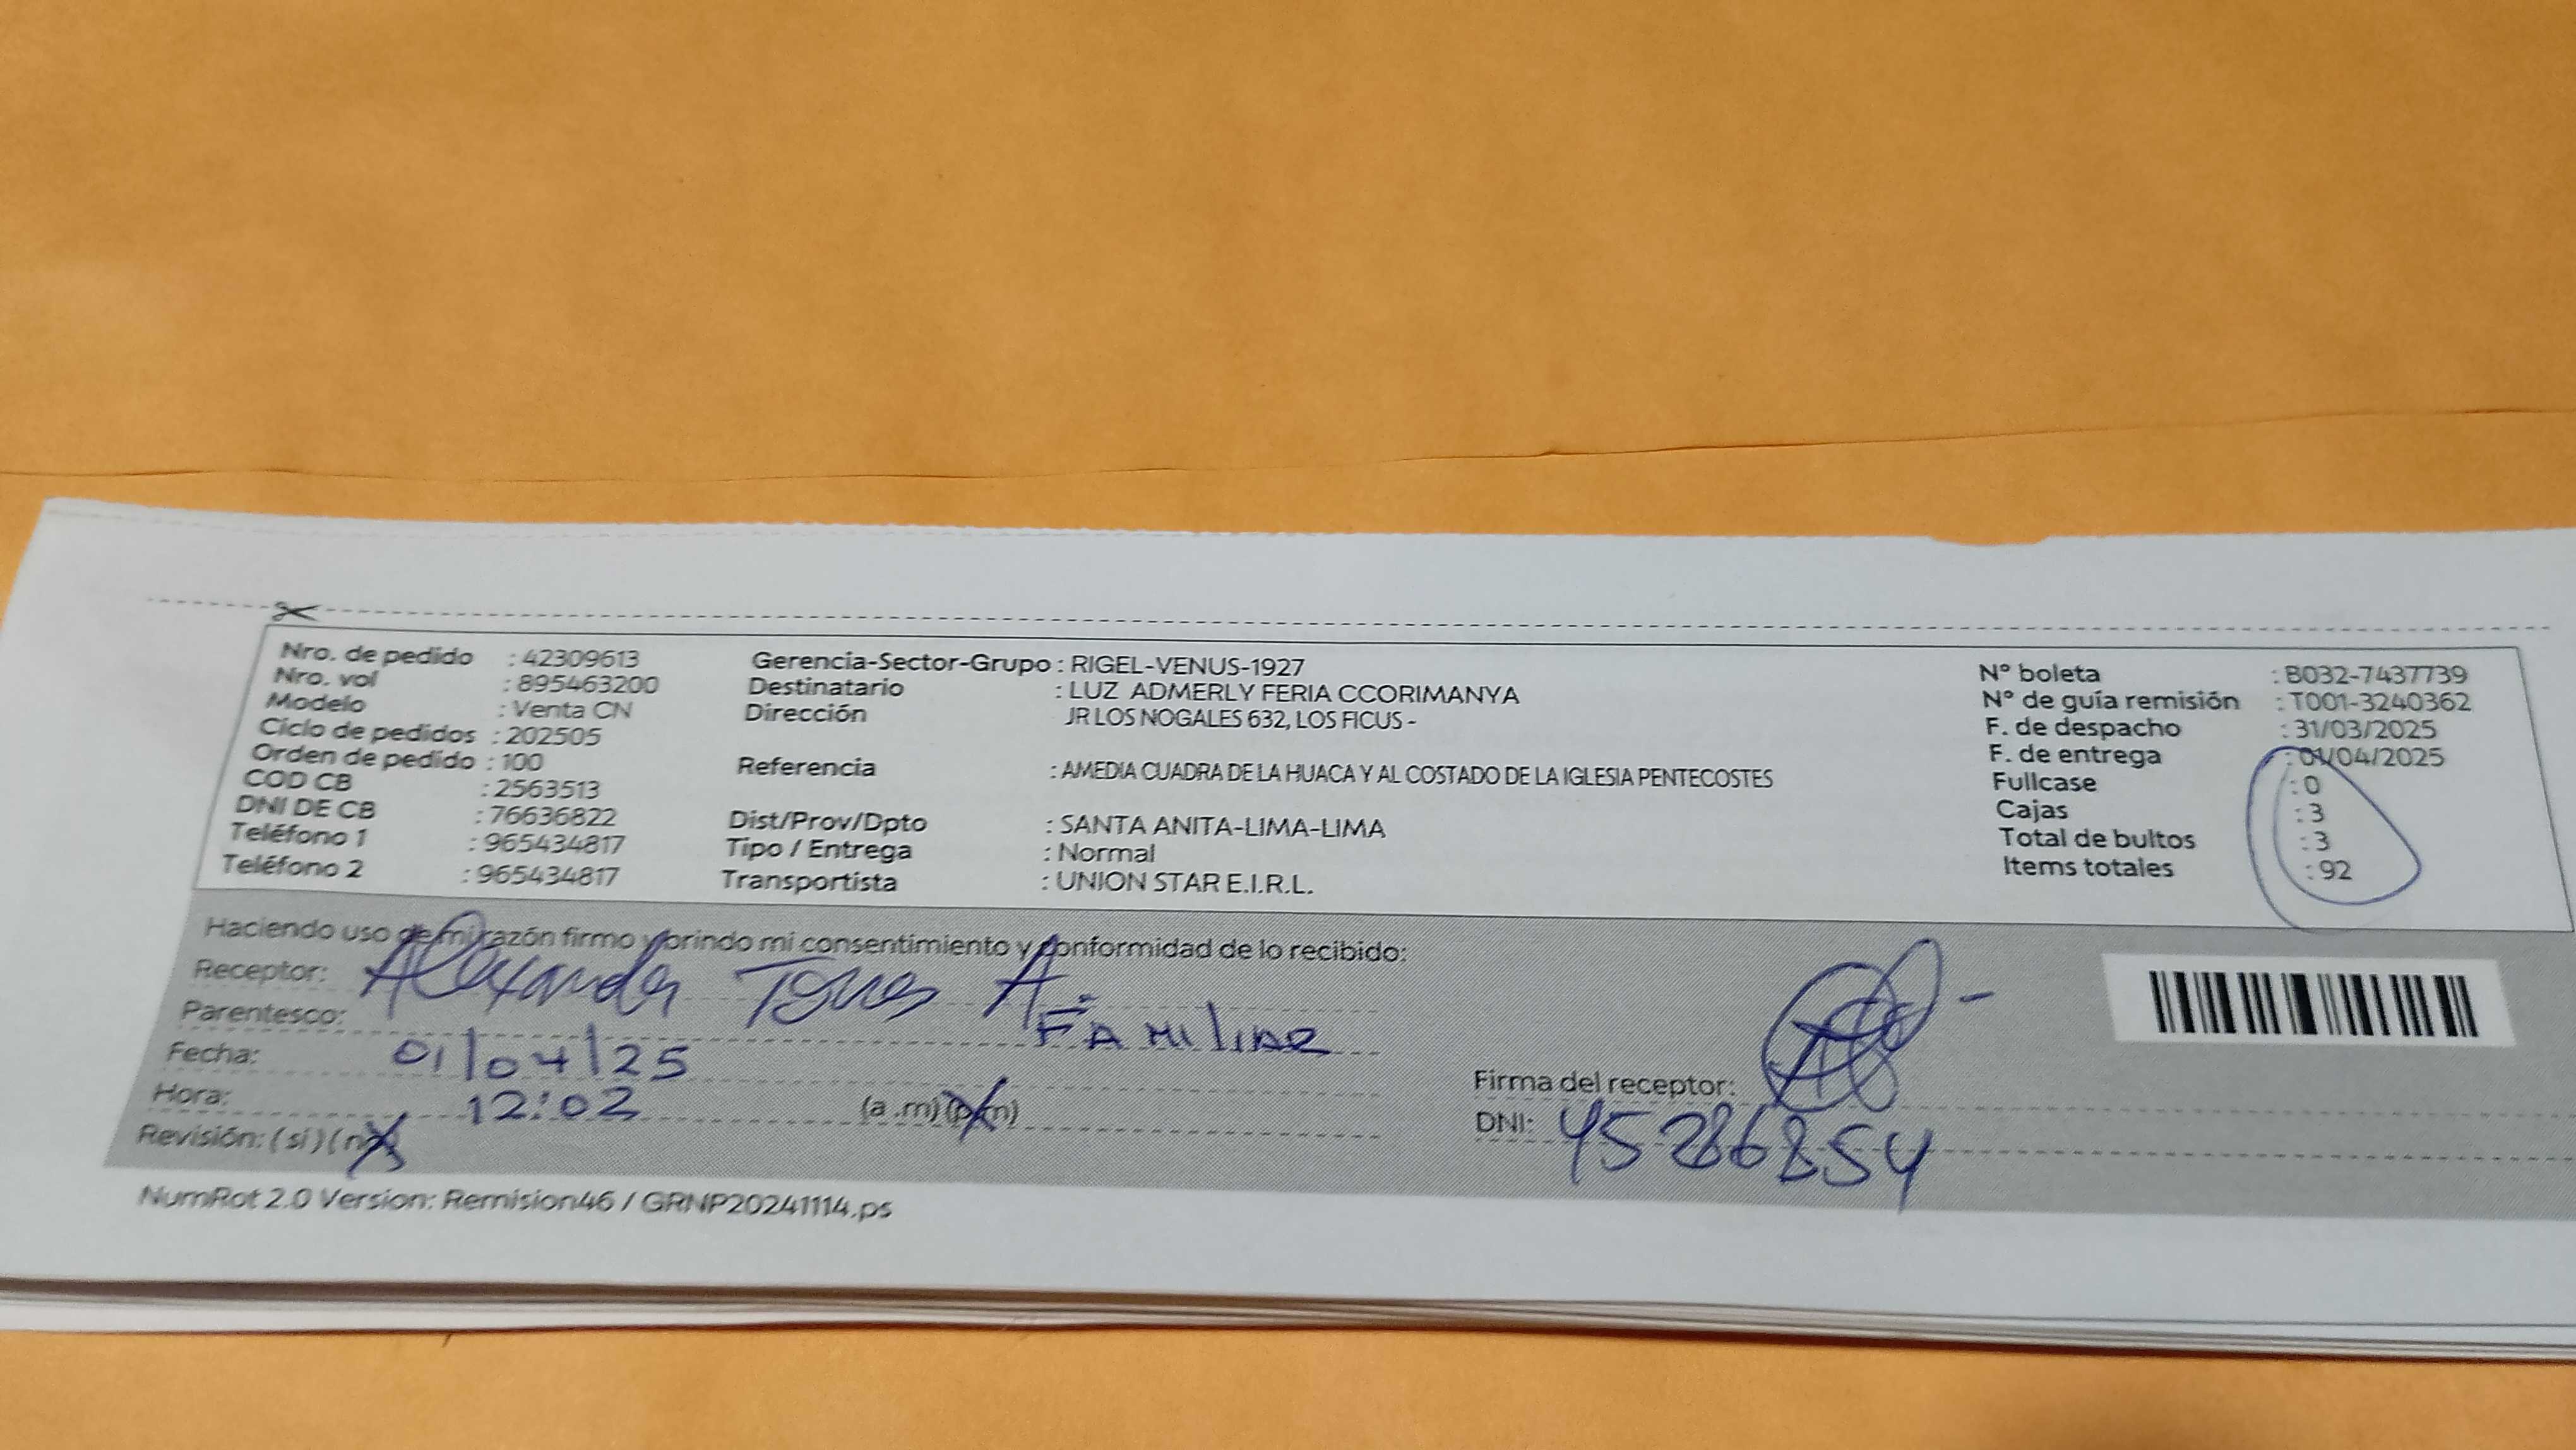 Nro. de pedido : 42309613
Nro. vol : 895463200
Modelo : Venta CN
Ciclo de pedidos : 202505
Orden de pedido : 100
COD CB : 2563513
DNI DE CB : 76636822
Teléfono 1 : 965434817
Teléfono 2 : 965434817
Gerencia-Sector-Grupo : RIGEL-VENUS-1927
Destinatario : LUZ ADMERLY FERIA CCORIMANYA
Dirección JR LOS NOGALES 632, LOS FICUS -
Referencia : AMEDIA CUADRA DE LA HUACA Y AL COSTADO DE LA IGLESIA PENTECOSTES
Dist/Prov/Dpto : SANTA ANITA-LIMA-LIMA
Tipo / Entrega : Normal
Transportista : UNION STAR E.I.R.L.
N° boleta : B032-7437739
N° de guía remisión : T001-3240362
F. de despacho : 31/03/2025
F. de entrega : 01/04/2025
Fullcase : 0
Cajas : 3
Total de bultos : 3
Items totales : 92
Haciendo uso de mi razón firmo y brindo mi consentimiento y conformidad de lo recibido:
Receptor: Alexander A.
Parentesco: FAMILIAR
Fecha: 01/04/25
Hora: 12:02 (a .m) (p.m)
Revisión: (si) (no)
Firma del receptor:
DNI: 45286854
NumRot 2.0 Version: Remision46 / GRNP20241114.ps